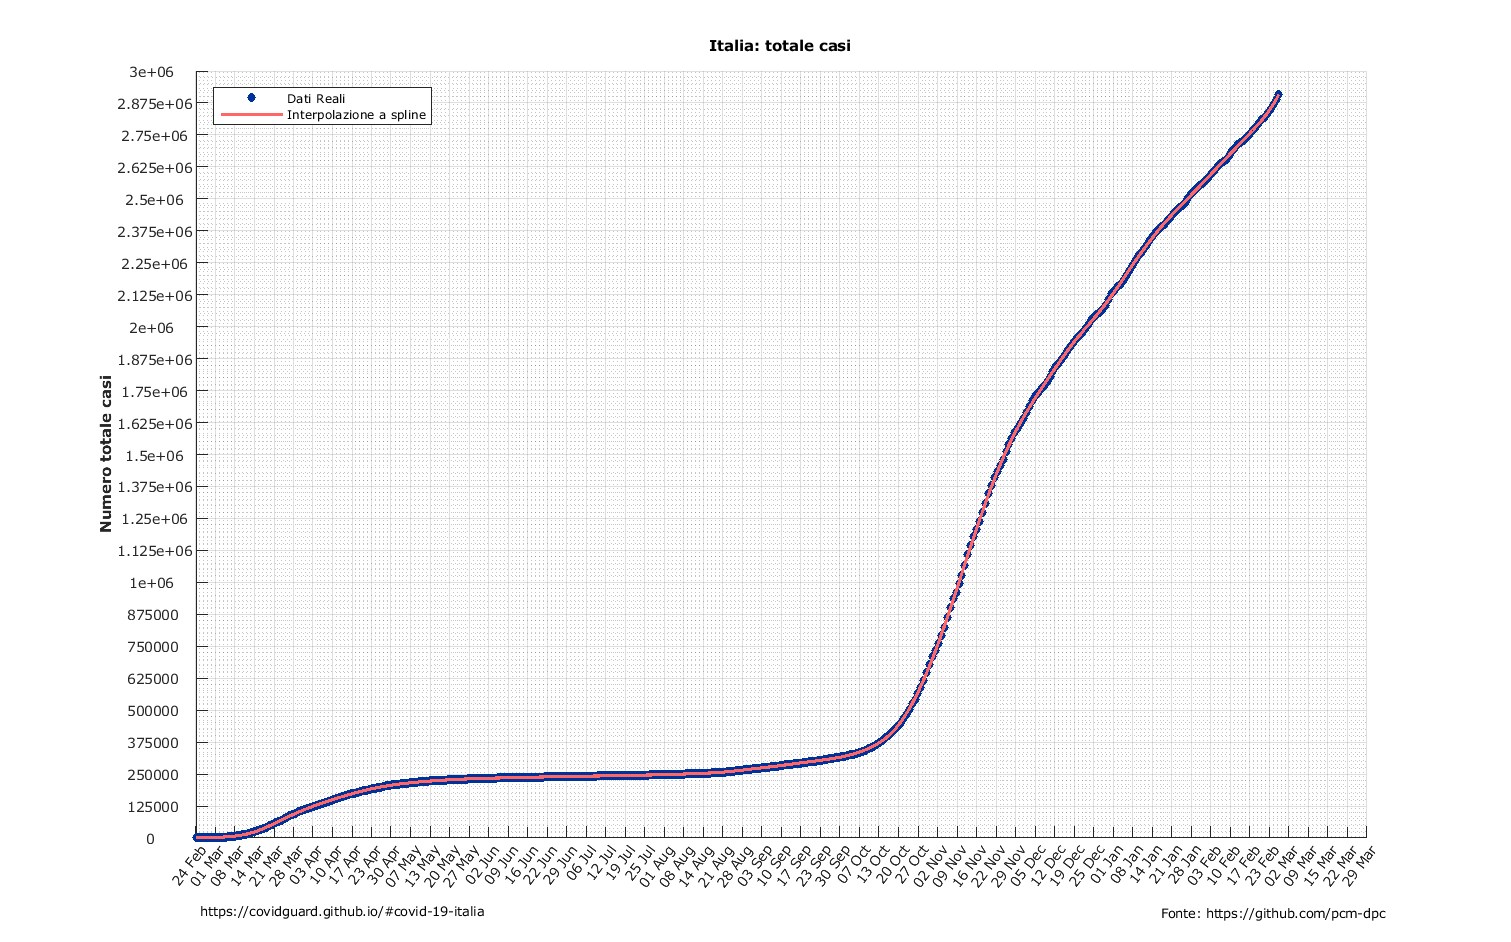 Italia: totale casi
Dati Reali
Interpolazione a spline
Numero totale casi
3e+06
2.875e+06
2.75e+06
2.625e+06
2.5e+06
2.375e+06
2.25e+06
2.125e+06
2e+06
1.875e+06
1.75e+06
1.625e+06
1.5e+06
1.375e+06
1.25e+06
1.125e+06
1e+06
875000
750000
625000
500000
375000
250000
125000
0
24 Feb
01 Mar
08 Mar
14 Mar
21 Mar
28 Mar
03 Apr
10 Apr
17 Apr
23 Apr
30 Apr
07 May
13 May
20 May
27 May
02 Jun
09 Jun
16 Jun
22 Jun
29 Jun
06 Jul
12 Jul
19 Jul
25 Jul
01 Aug
08 Aug
14 Aug
21 Aug
28 Aug
03 Sep
10 Sep
17 Sep
23 Sep
30 Sep
07 Oct
13 Oct
20 Oct
27 Oct
02 Nov
09 Nov
16 Nov
22 Nov
29 Nov
05 Dec
12 Dec
19 Dec
25 Dec
01 Jan
08 Jan
14 Jan
21 Jan
28 Jan
03 Feb
10 Feb
17 Feb
23 Feb
02 Mar
09 Mar
15 Mar
22 Mar
29 Mar
https://covidguard.github.io/#covid-19-italia
Fonte: https://github.com/pcm-dpc